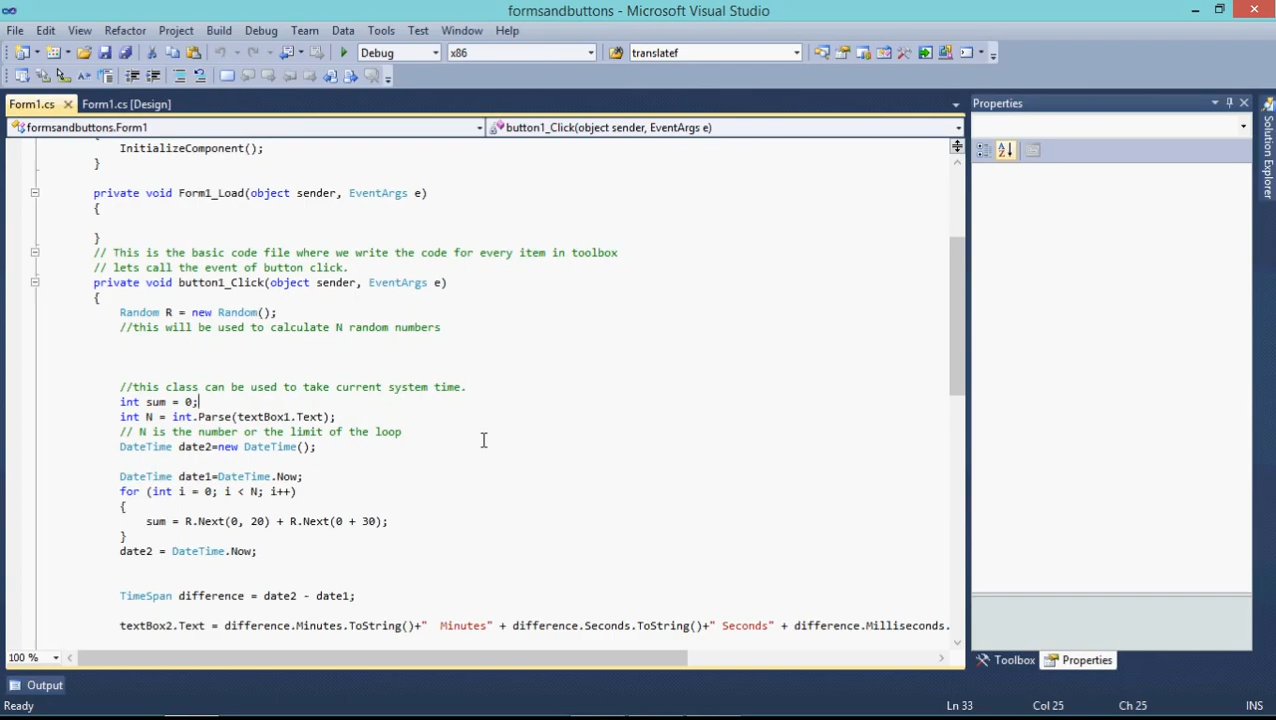 formsandbuttons - Microsoft Visual Studio
File Edit View Refactor Project Build Debug Team Data Tools Test Window Help
Debug x86 translatef
Form1.cs Form1.cs [Design]
Properties
formsandbuttons.Form1 button1_Click(object sender, EventArgs e)
InitializeComponent();
}
private void Form1_Load(object sender, EventArgs e)
{
}
// This is the basic code file where we write the code for every item in toolbox
// lets call the event of button click.
private void button1_Click(object sender, EventArgs e)
{
Random R = new Random();
//this will be used to calculate N random numbers
//this class can be used to take current system time.
int sum = 0;
int N = int.Parse(textBox1.Text);
// N is the number or the limit of the loop
DateTime date2=new DateTime();
DateTime date1=DateTime.Now;
for (int i = 0; i < N; i++)
{
sum = R.Next(0, 20) + R.Next(0 + 30);
}
date2 = DateTime.Now;
TimeSpan difference = date2 - date1;
textBox2.Text = difference.Minutes.ToString()+"  Minutes" + difference.Seconds.ToString()+" Seconds" + difference.Milliseconds.
100 %
Solution Explorer
Toolbox Properties
Output
Ready Ln 33 Col 25 Ch 25 INS